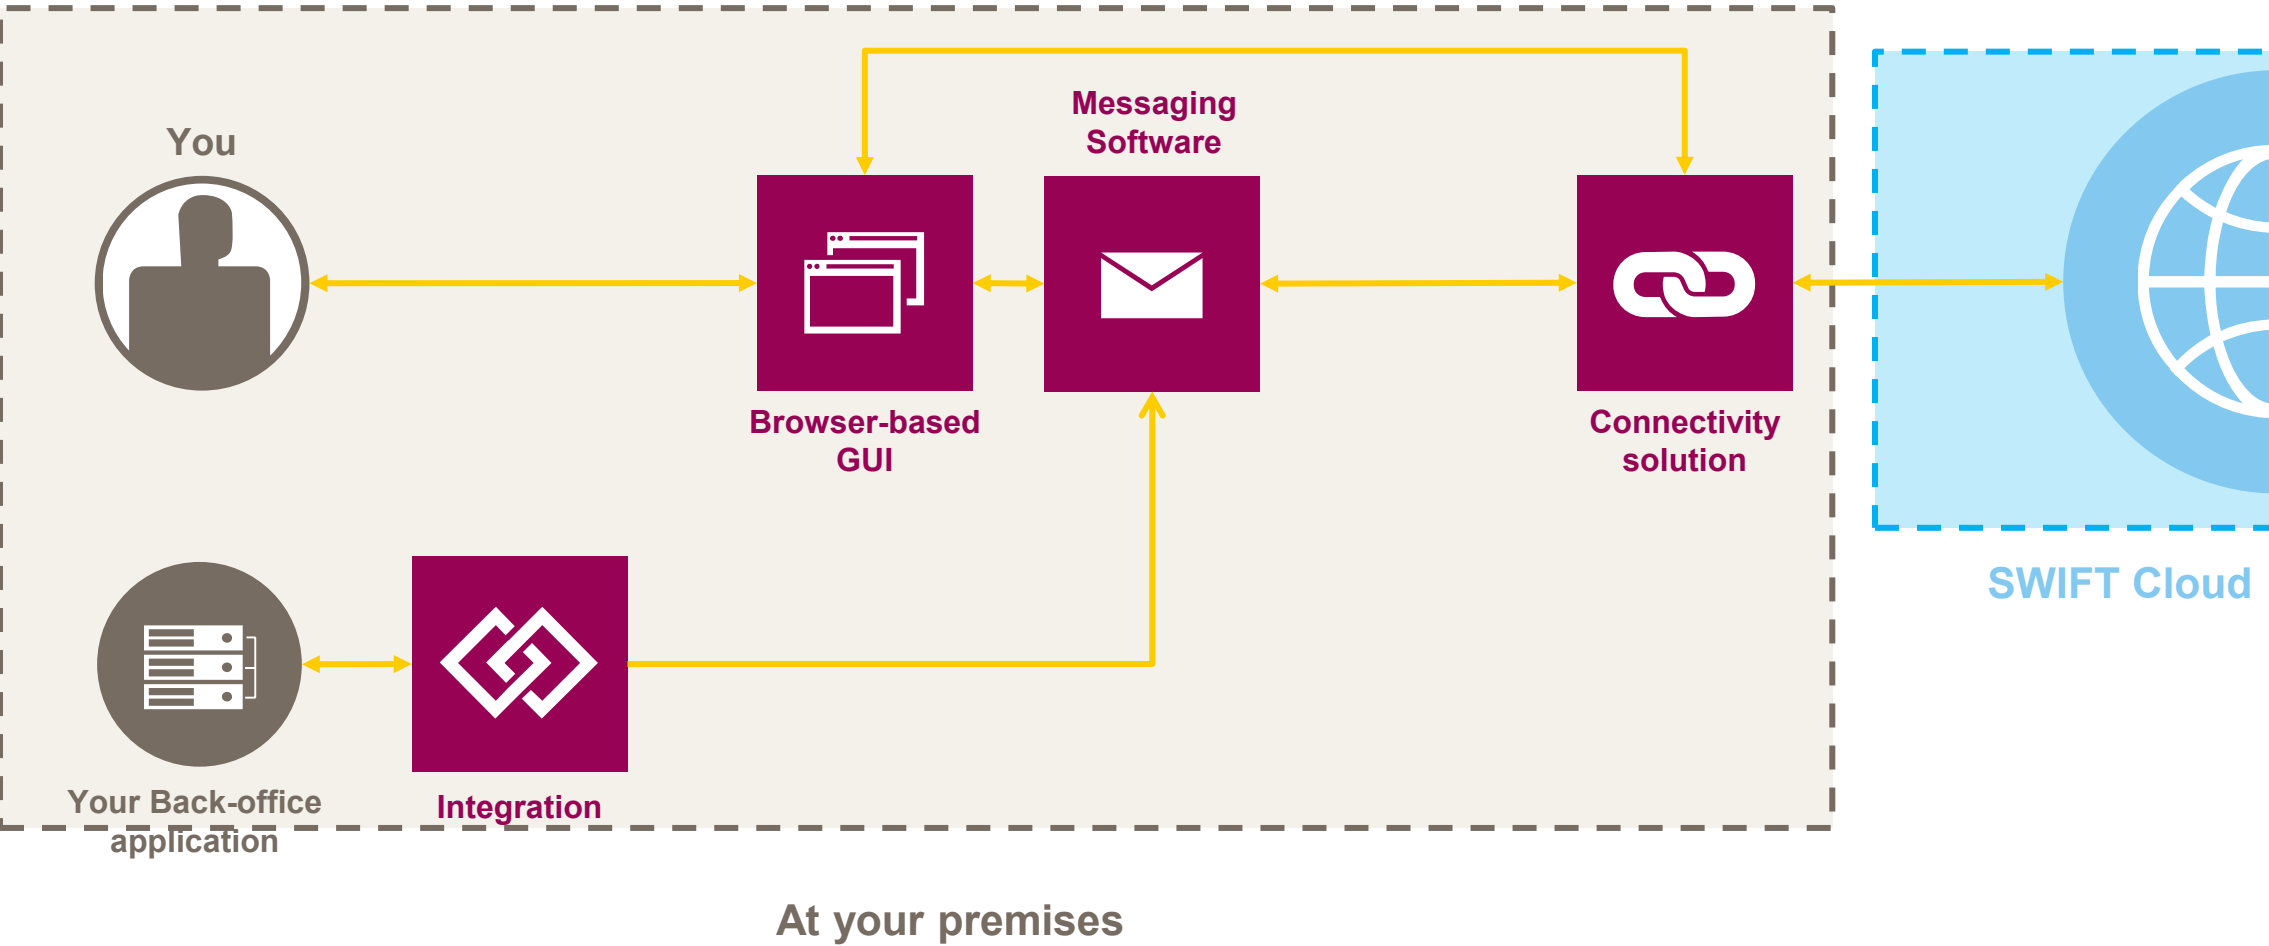 Messaging
Software
You
Browser-based
GUI
Connectivity
solution
SWIFT Cloud
Your Back-office
application
Integration
At your premises